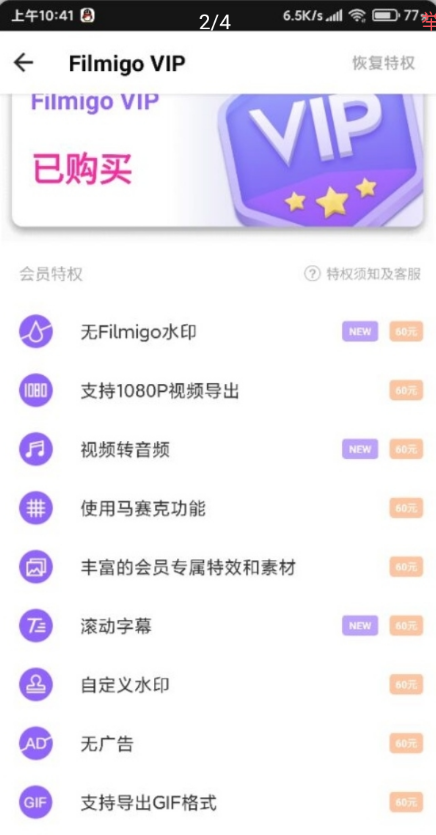 上午10:41
2/4
6.5K/s
77
Filmigo VIP
恢复特权
Filmigo VIP
VIP
已购买
会员特权
? 特权须知及客服
无Filmigo水印 NEW 60元
1080 支持1080P视频导出 60元
视频转音频 NEW 60元
使用马赛克功能 60元
丰富的会员专属特效和素材 60元
T 滚动字幕 NEW 60元
自定义水印 60元
AD 无广告 60元
GIF 支持导出GIF格式 60元